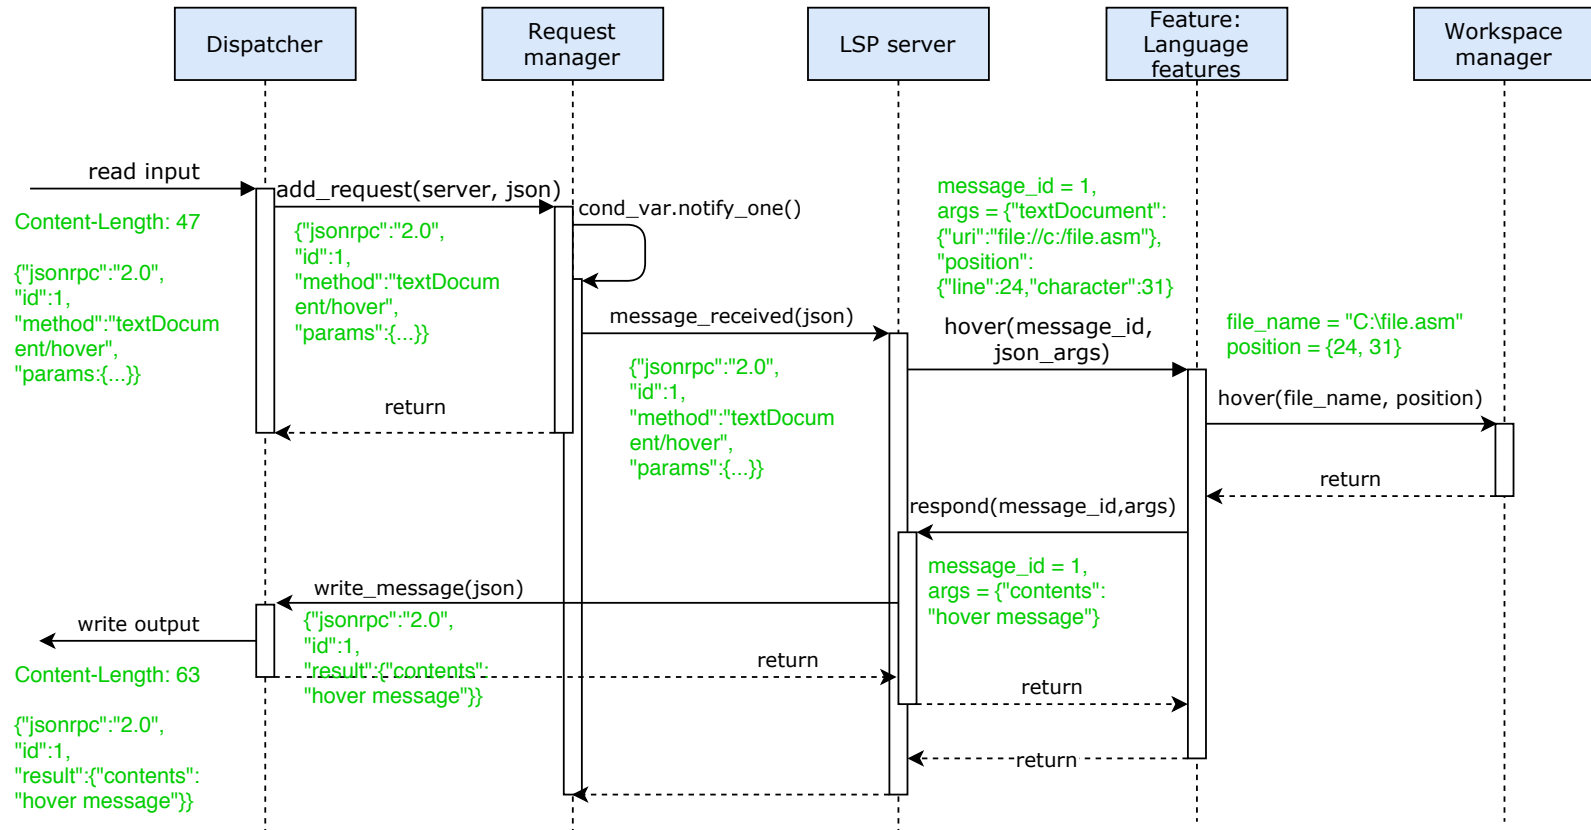 Dispatcher
Request
manager
LSP server
Feature:
Language
features
Workspace
manager
read input
Content-Length: 47
{"jsonrpc":"2.0",
"id":1,
"method":"textDocum
ent/hover",
"params:{...}}
add_request(server, json)
{"jsonrpc":"2.0",
"id":1,
"method":"textDocum
ent/hover",
"params":{...}}
return
cond_var.notify_one()
message_received(json)
{"jsonrpc":"2.0",
"id":1,
"method":"textDocum
ent/hover",
"params":{...}}
message_id = 1,
args = {"textDocument":
{"uri":"file://c:/file.asm"},
"position":
{"line":24,"character":31}
hover(message_id,
json_args)
file_name = "C:\file.asm"
position = {24, 31}
hover(file_name, position)
return
respond(message_id,args)
message_id = 1,
args = {"contents":
"hover message"}
write_message(json)
{"jsonrpc":"2.0",
"id":1,
"result":{"contents":
"hover message"}}
write output
Content-Length: 63
{"jsonrpc":"2.0",
"id":1,
"result":{"contents":
"hover message"}}
return
return
return